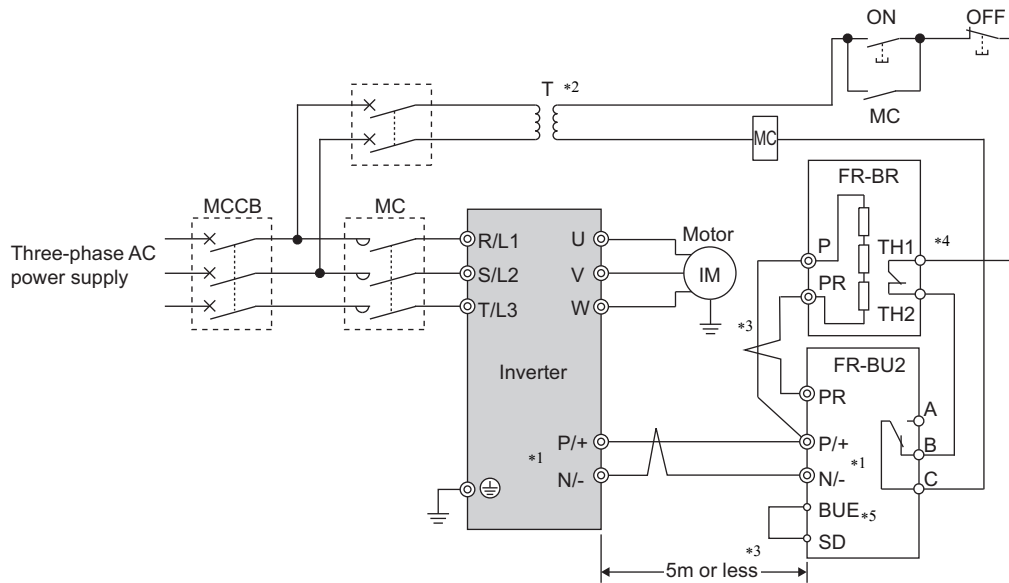 ON
OFF
T *2
MC
MC
FR-BR
MCCB
MC
Three-phase AC
power supply
R/L1
S/L2
T/L3
U
V
W
Motor
IM
P
PR
TH1
TH2
*4
*3
Inverter
FR-BU2
PR
P/+
N/-
*1
P/+
N/-
*1
A
B
C
BUE
*5
SD
*3
5m or less